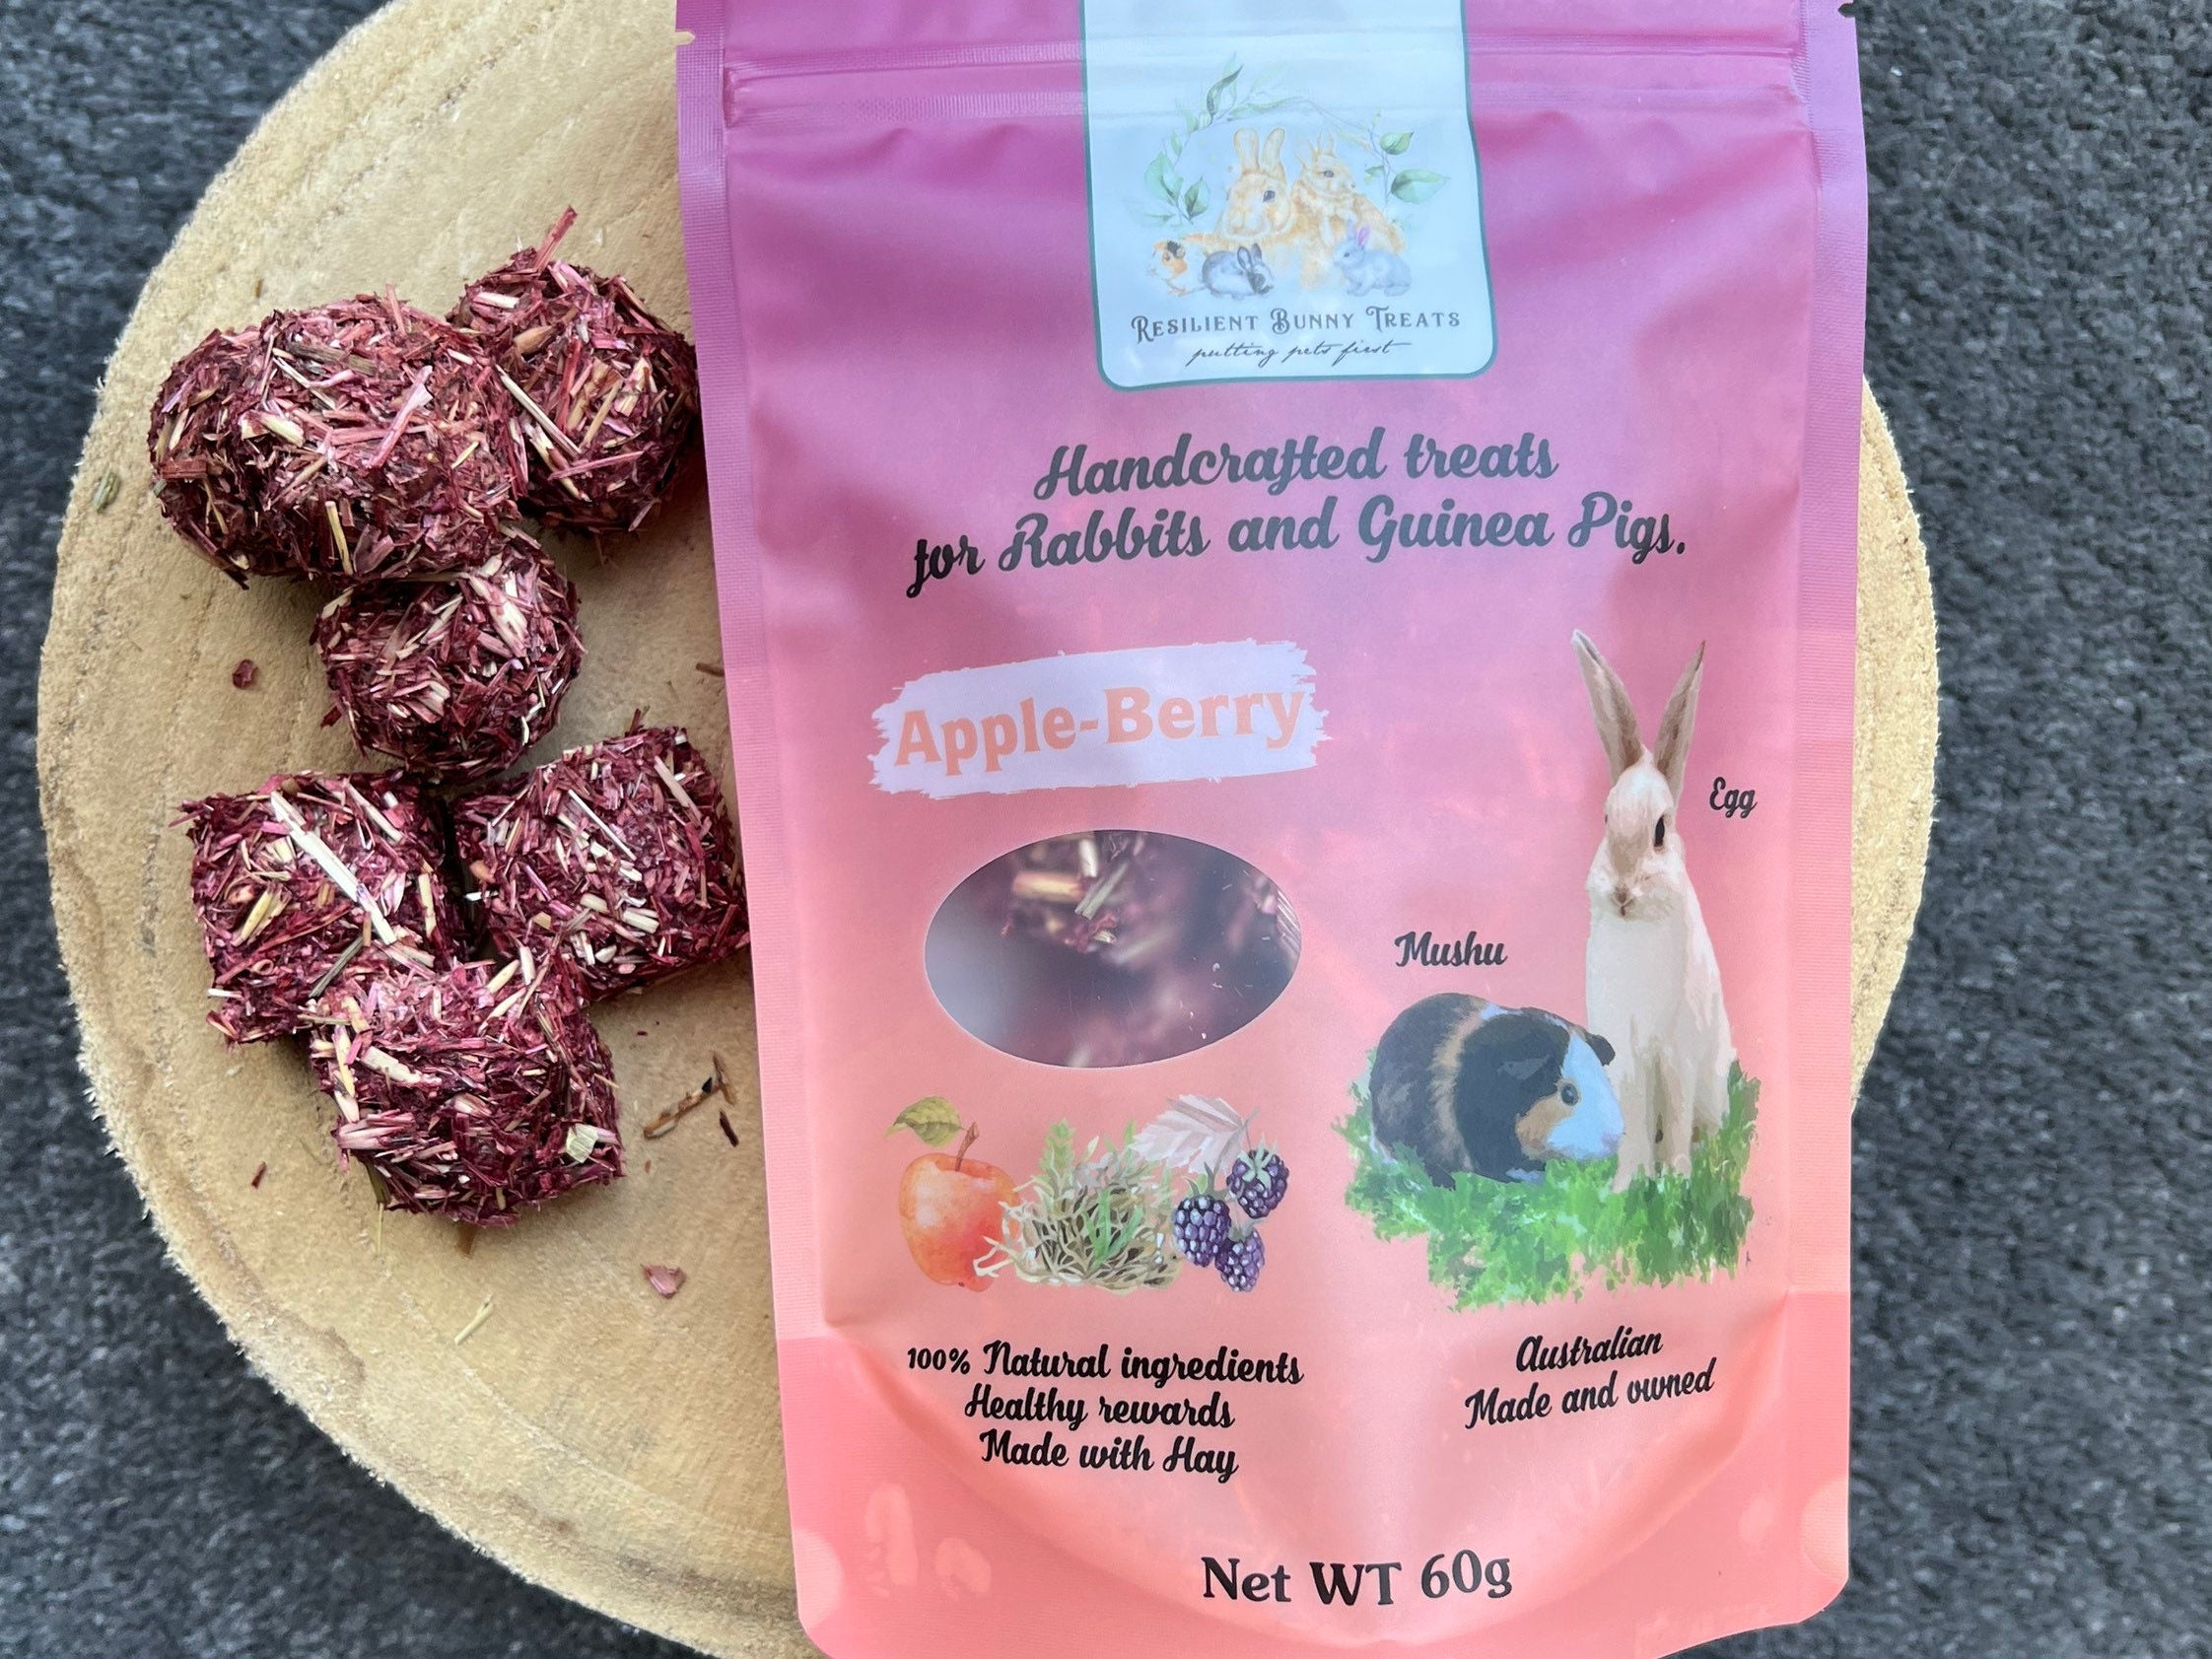 RESILIENT BUNNY TREATS
putting pets first
Handcrafted treats
for Rabbits and Guinea Pigs.
Apple-Berry
Egg
Mushu
100% Natural ingredients
Healthy rewards
Made with Hay
Australian
Made and owned
Net WT 60g